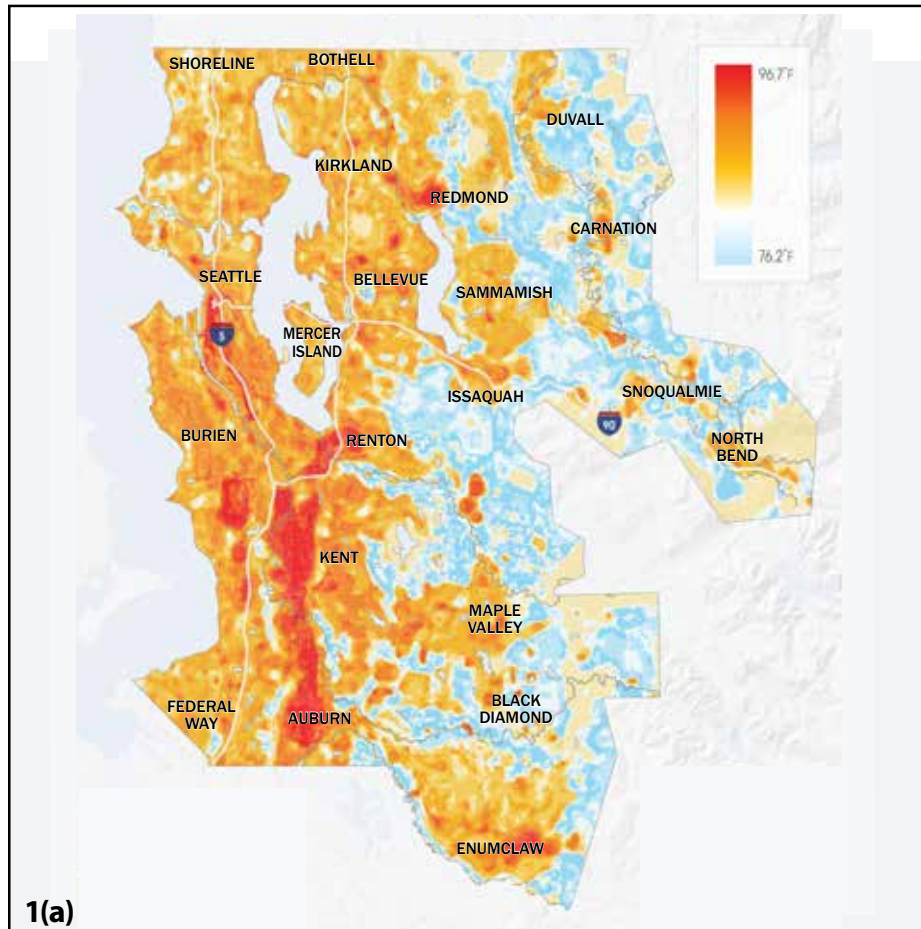 SHORELINE
BOTHELL
96.7°F
DUVALL
KIRKLAND
REDMOND
CARNATION
SEATTLE
BELLEVUE
SAMMAMISH
76.2°F
5
MERCER
ISLAND
ISSAQUAH
SNOQUALMIE
90
BURIEN
RENTON
NORTH
BEND
KENT
MAPLE
VALLEY
FEDERAL
WAY
AUBURN
BLACK
DIAMOND
ENUMCLAW
1(a)